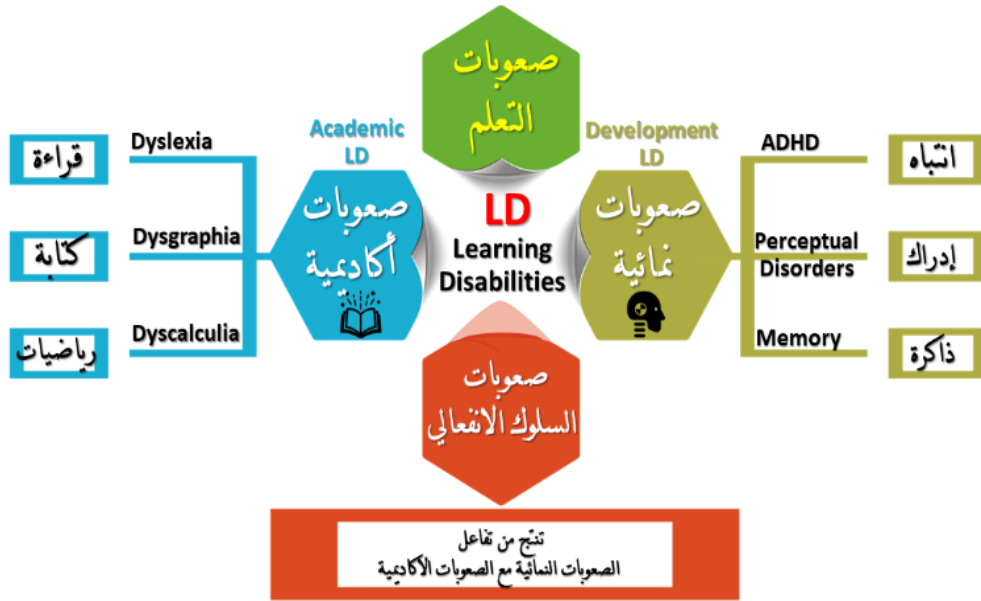 صعوبات
التعلم
LD
Learning
Disabilities
Academic
LD
صعوبات
أكاديمية
Dyslexia
قراءة
Dysgraphia
كتابة
Dyscalculia
رياضيات
Development
LD
صعوبات
نمائية
ADHD
انتباه
Perceptual
Disorders
إدراك
Memory
ذاكرة
صعوبات
السلوك الانفعالي
تنتج من تفاعل
الصعوبات النمائية مع الصعوبات الأكاديمية